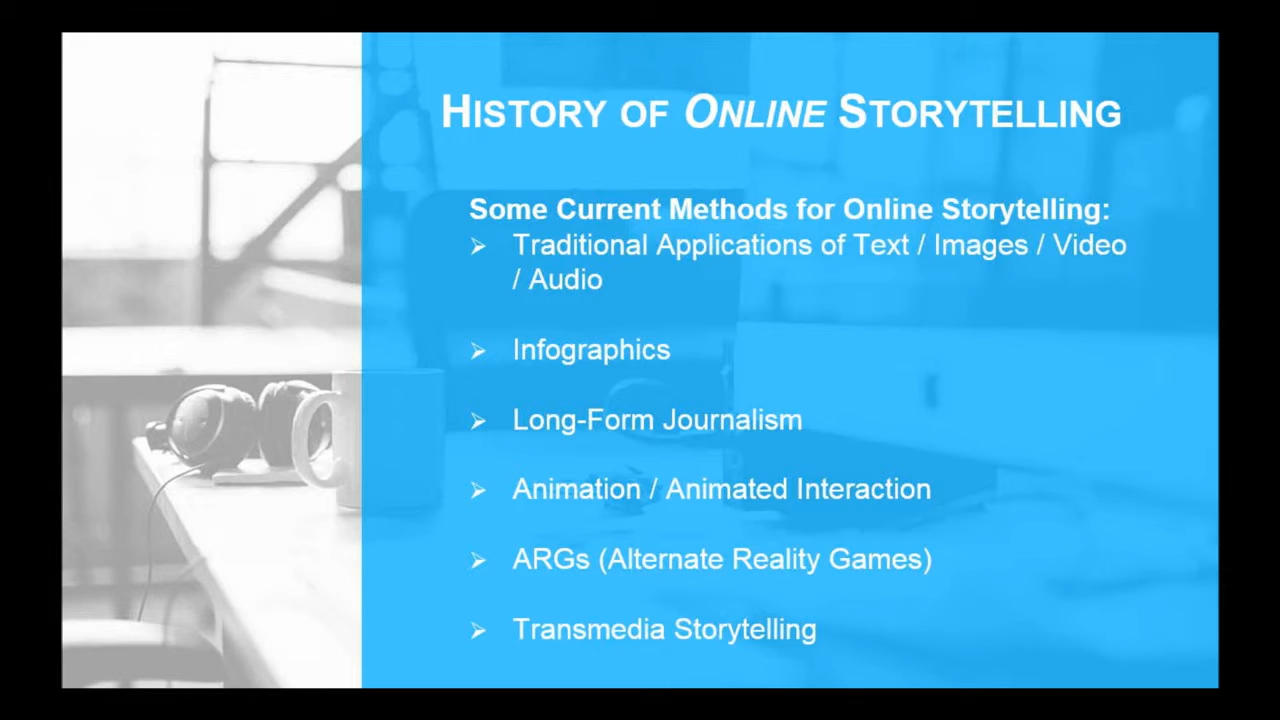 HISTORY OF ONLINE STORYTELLING
Some Current Methods for Online Storytelling:
➢ Traditional Applications of Text / Images / Video
/ Audio
➢ Infographics
➢ Long-Form Journalism
➢ Animation / Animated Interaction
➢ ARGs (Alternate Reality Games)
➢ Transmedia Storytelling